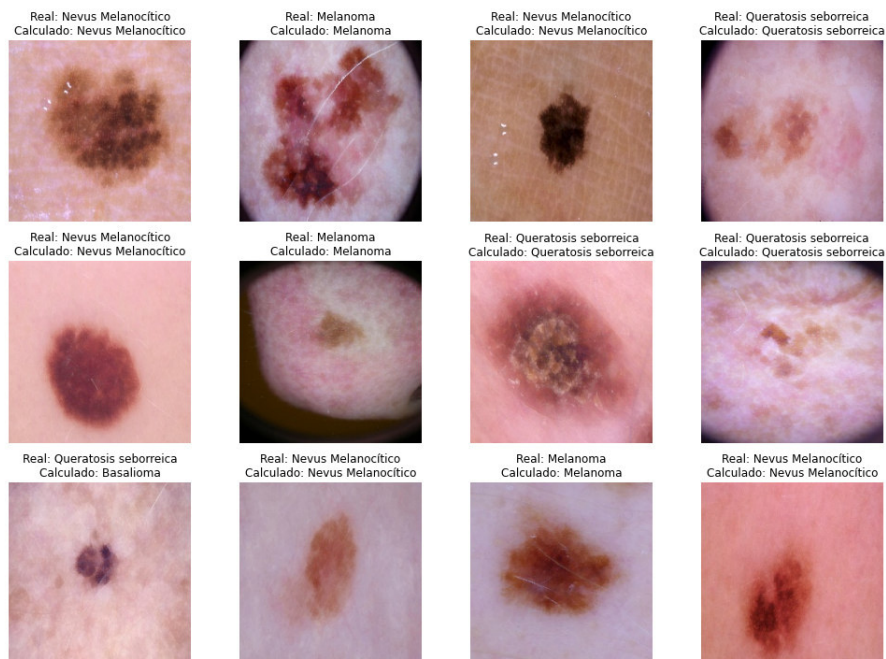 Real: Nevus Melanocítico
Calculado: Nevus Melanocítico
Real: Melanoma
Calculado: Melanoma
Real: Nevus Melanocítico
Calculado: Nevus Melanocítico
Real: Queratosis seborreica
Calculado: Queratosis seborreica
Real: Nevus Melanocítico
Calculado: Nevus Melanocítico
Real: Melanoma
Calculado: Melanoma
Real: Queratosis seborreica
Calculado: Queratosis seborreica
Real: Queratosis seborreica
Calculado: Queratosis seborreica
Real: Queratosis seborreica
Calculado: Basalioma
Real: Nevus Melanocítico
Calculado: Nevus Melanocítico
Real: Melanoma
Calculado: Melanoma
Real: Nevus Melanocítico
Calculado: Nevus Melanocítico